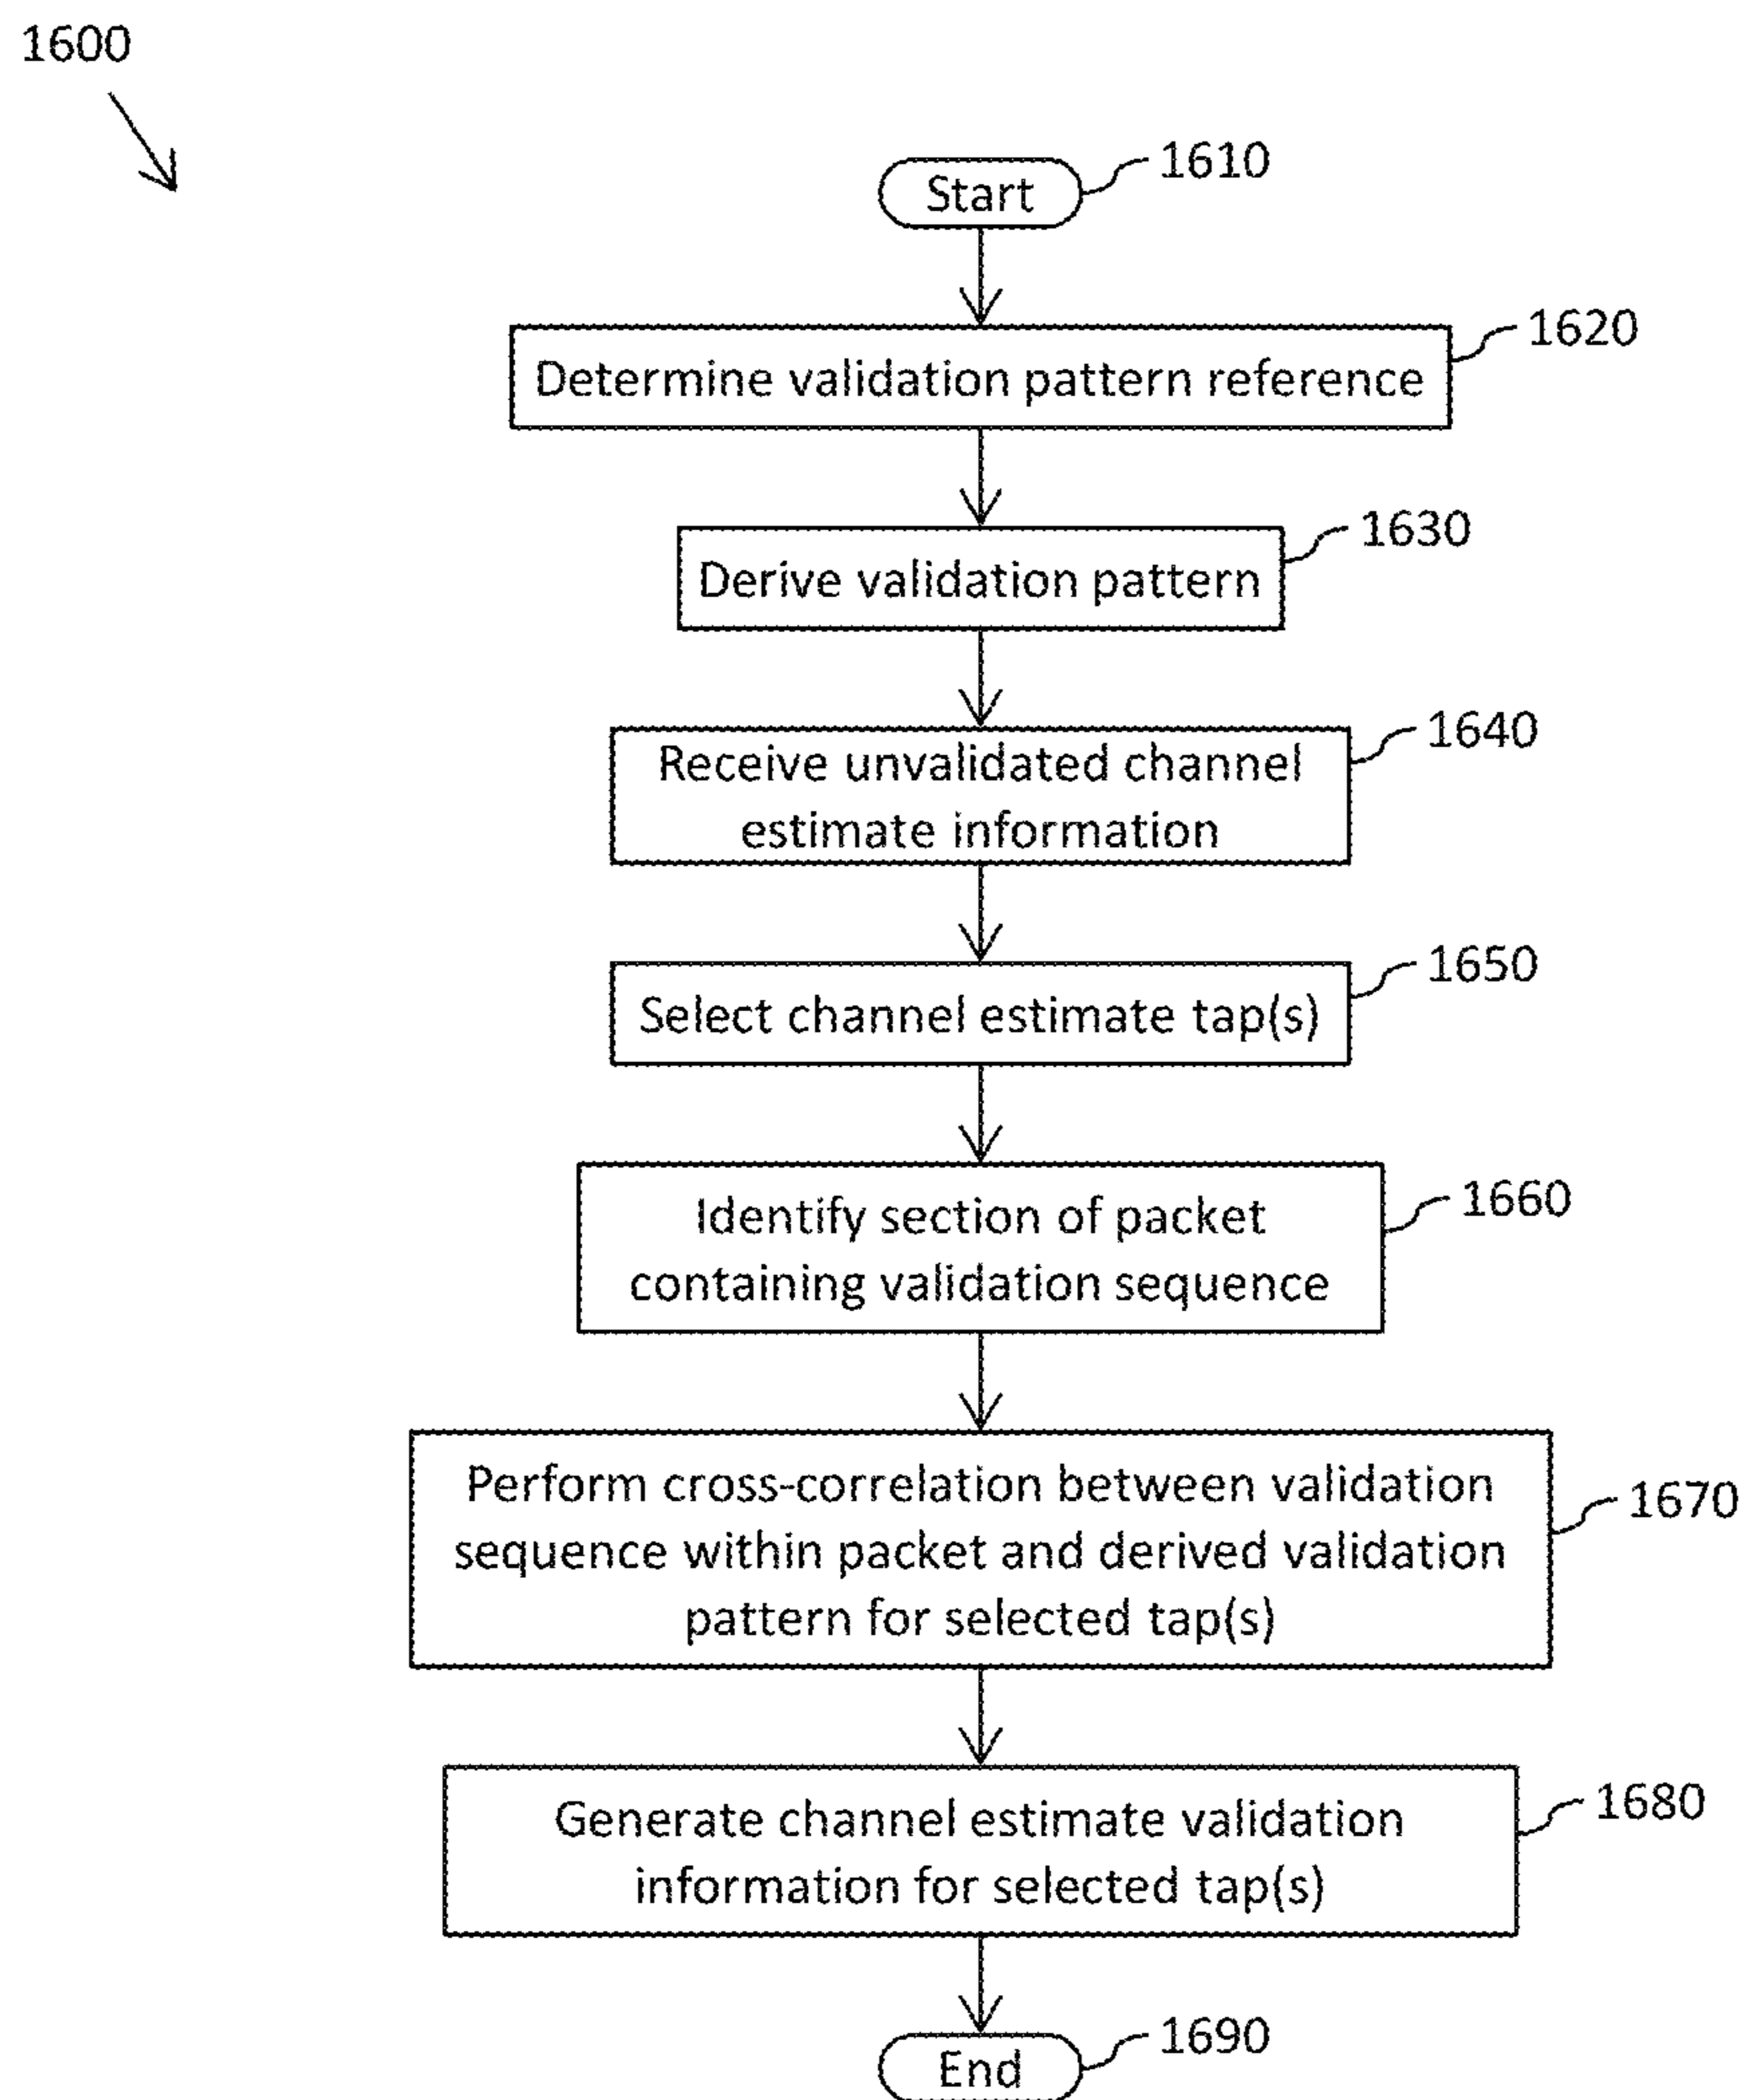 1600
Start
1610
Determine validation pattern reference
1620
Derive validation pattern
1630
Receive unvalidated channel
estimate information
1640
Select channel estimate tap(s)
1650
Identify section of packet
containing validation sequence
1660
Perform cross-correlation between validation
sequence within packet and derived validation
pattern for selected tap(s)
1670
Generate channel estimate validation
information for selected tap(s)
1680
End
1690